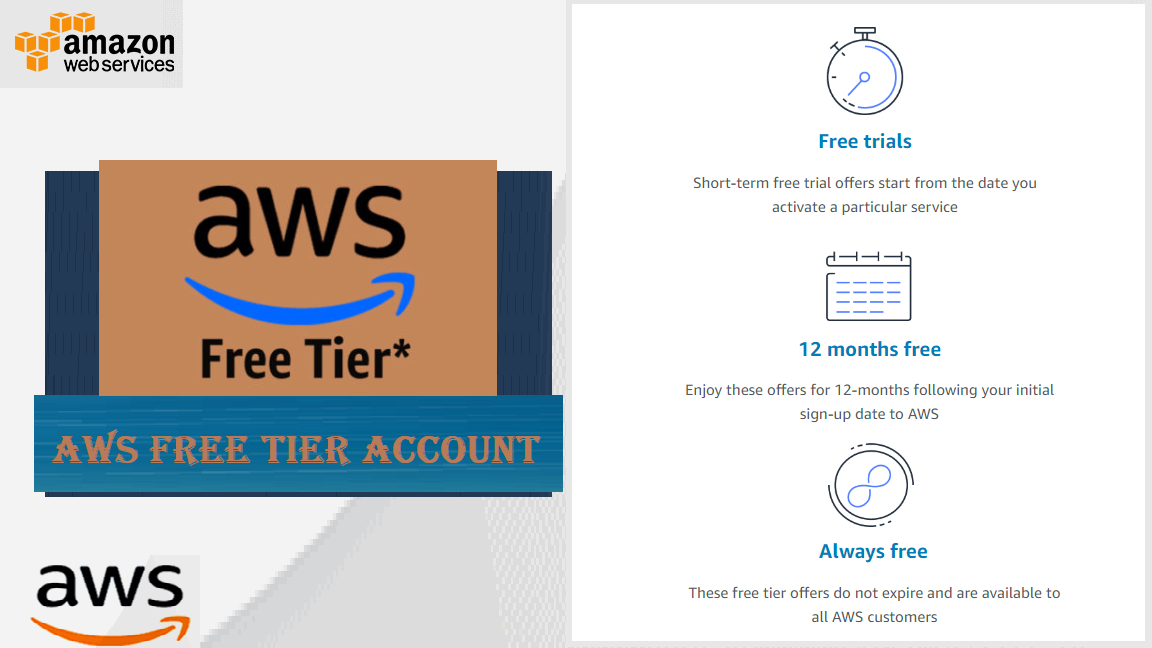 amazon
web services
aws
Free Tier*
AWS FREE TIER ACCOUNT
aws
Free trials
Short-term free trial offers start from the date you
activate a particular service
12 months free
Enjoy these offers for 12-months following your initial
sign-up date to AWS
Always free
These free tier offers do not expire and are available to
all AWS customers